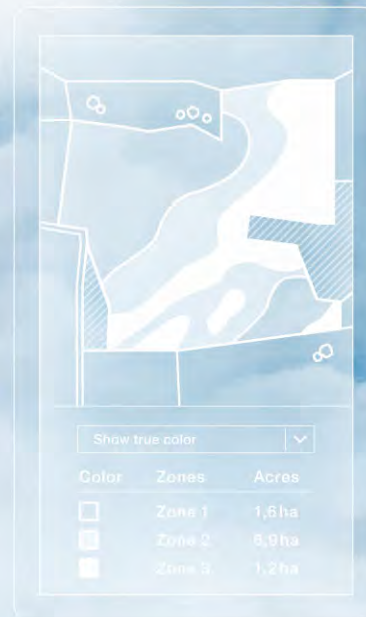 Show true color
Color Zones Acres
Zone 1 1,6ha
Zone 2 6,9ha
Zone 3 1,2ha